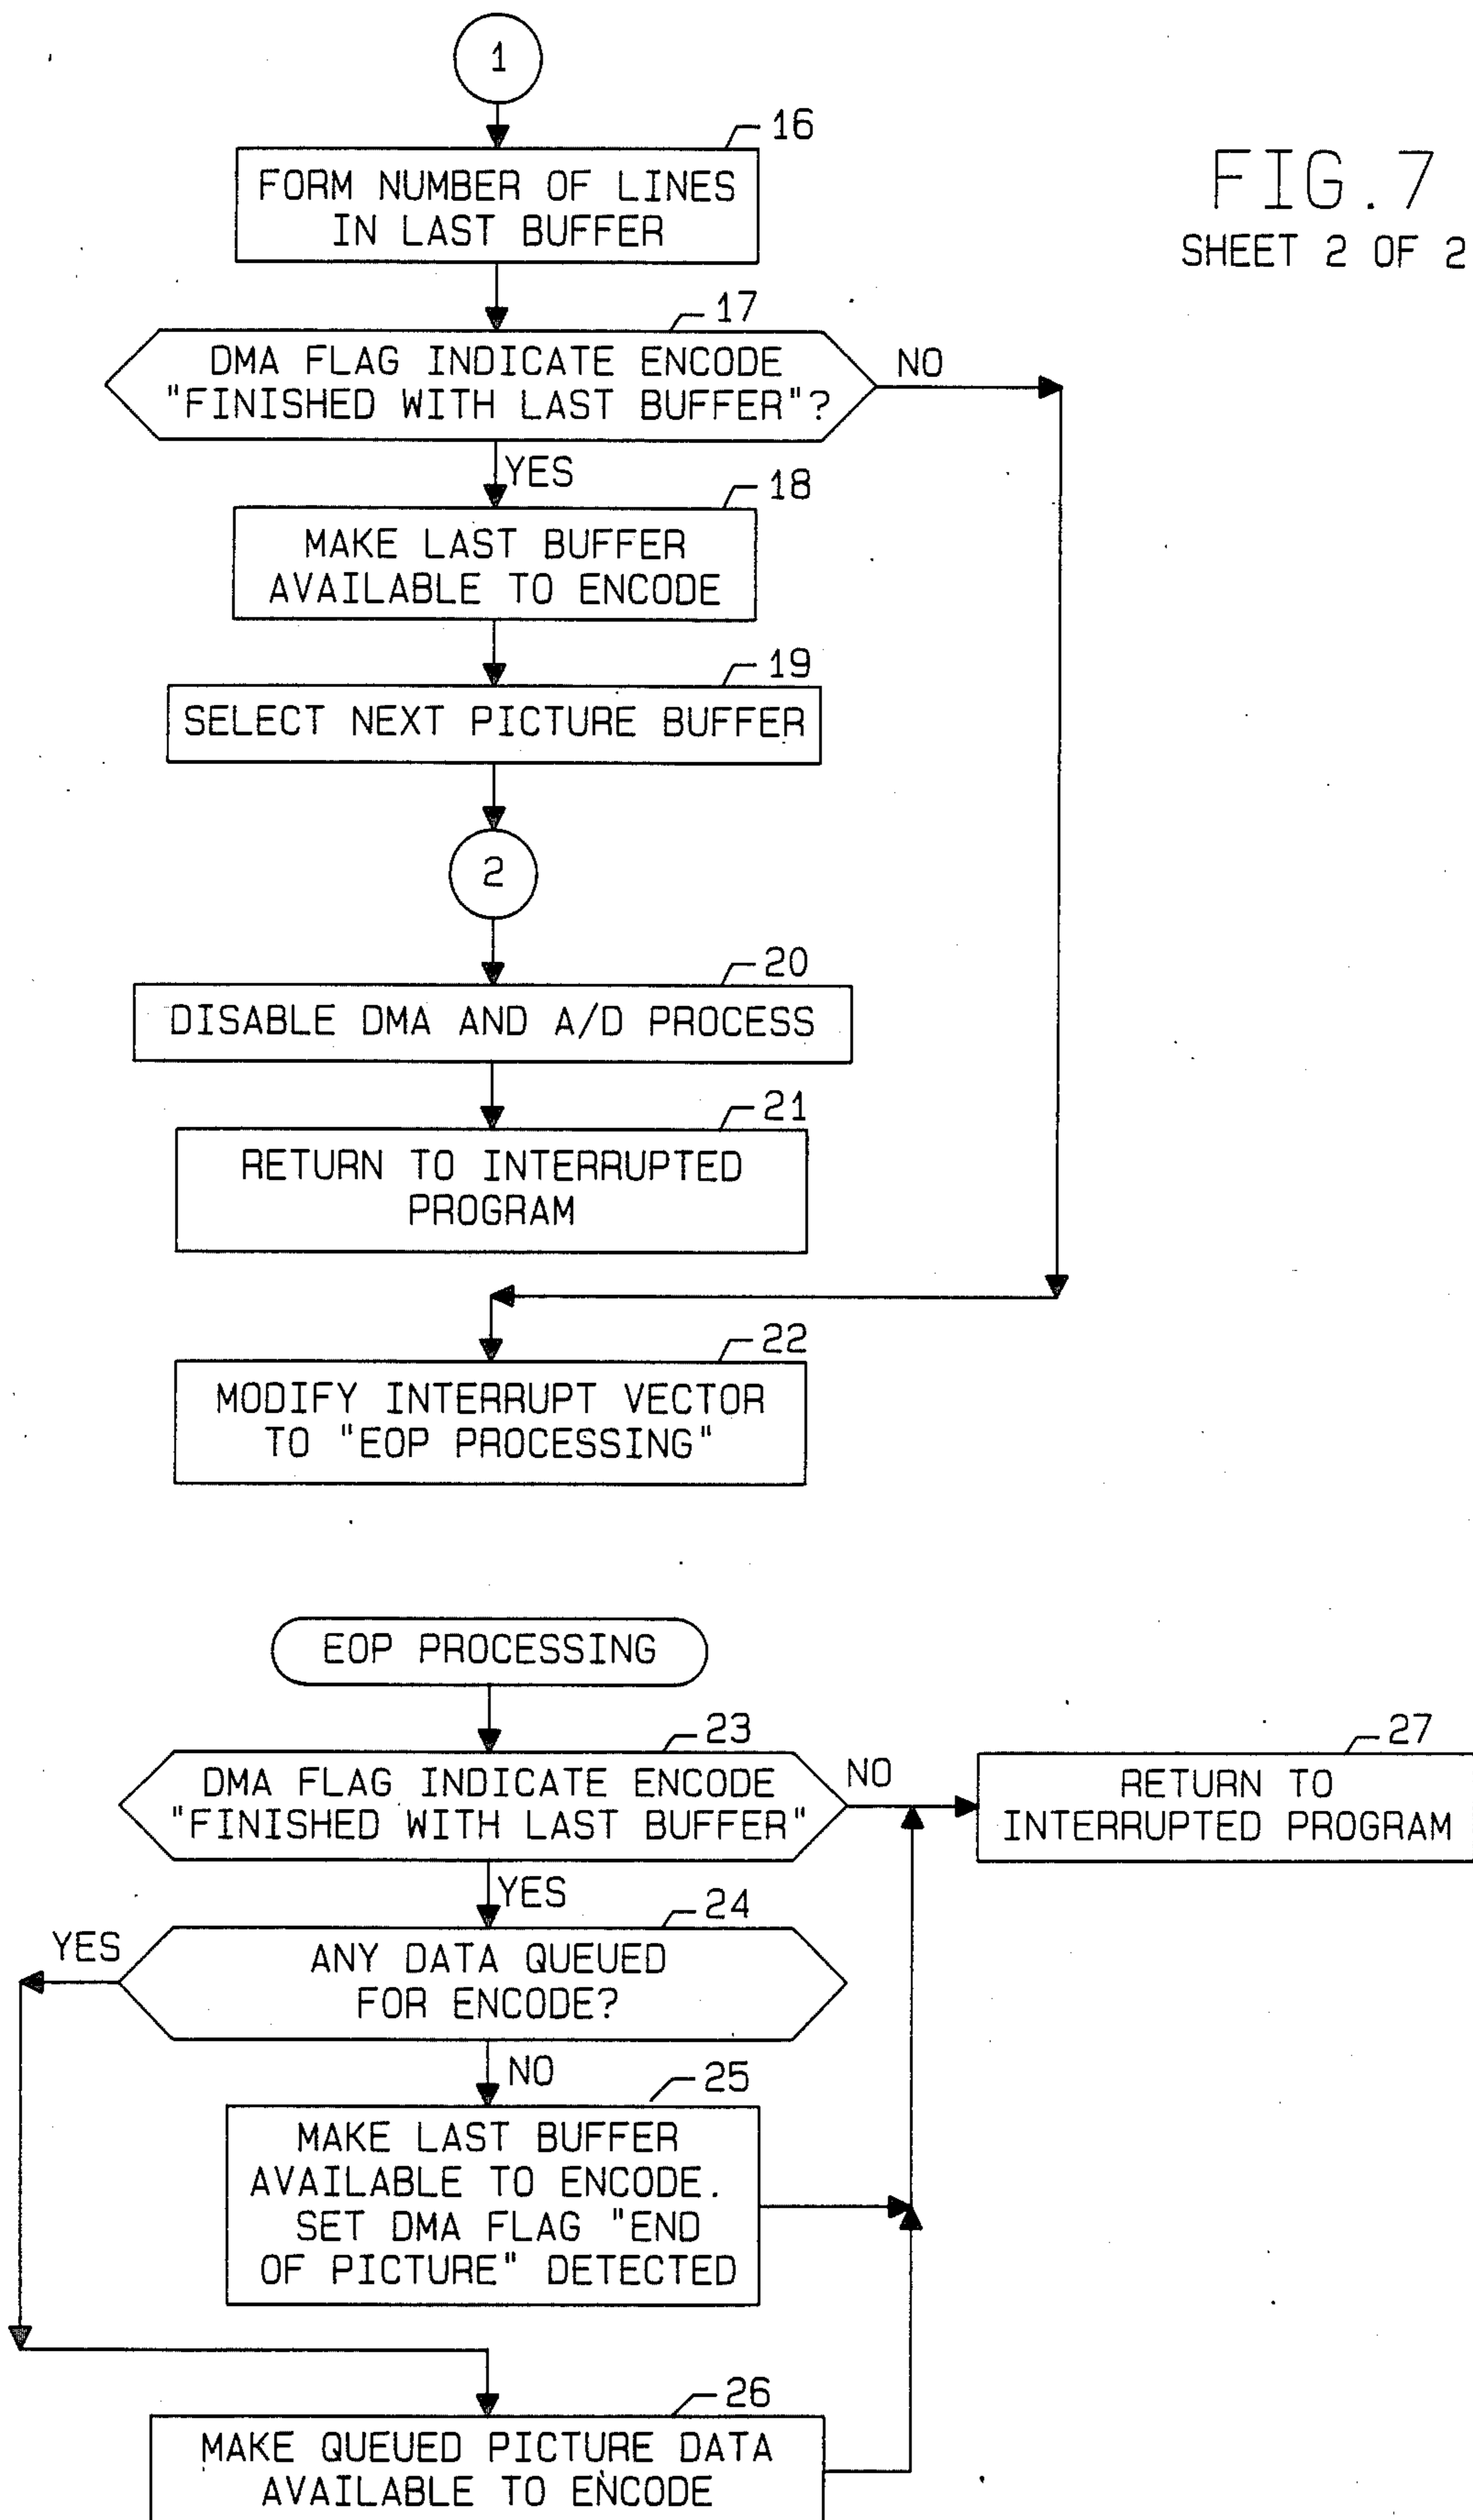 1
16
FORM NUMBER OF LINES
IN LAST BUFFER
FIG. 7
SHEET 2 OF 2
17
DMA FLAG INDICATE ENCODE
"FINISHED WITH LAST BUFFER"?
NO
YES
18
MAKE LAST BUFFER
AVAILABLE TO ENCODE
19
SELECT NEXT PICTURE BUFFER
2
20
DISABLE DMA AND A/D PROCESS
21
RETURN TO INTERRUPTED
PROGRAM
22
MODIFY INTERRUPT VECTOR
TO "EOP PROCESSING"
EOP PROCESSING
23
DMA FLAG INDICATE ENCODE
"FINISHED WITH LAST BUFFER"
NO
27
RETURN TO
INTERRUPTED PROGRAM
YES
24
YES
ANY DATA QUEUED
FOR ENCODE?
NO
25
MAKE LAST BUFFER
AVAILABLE TO ENCODE.
SET DMA FLAG "END
OF PICTURE" DETECTED
26
MAKE QUEUED PICTURE DATA
AVAILABLE TO ENCODE